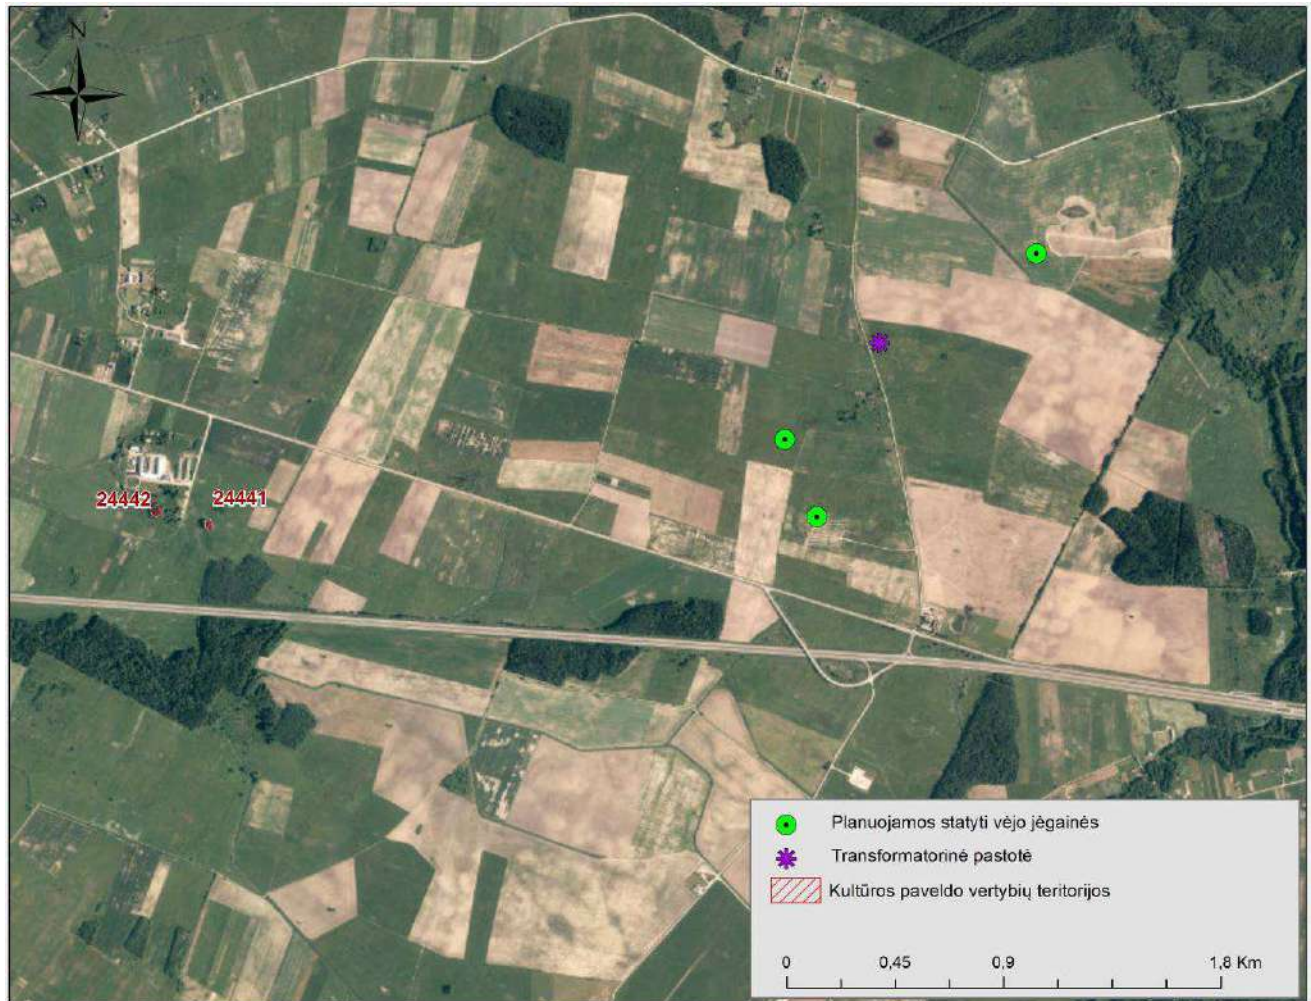 N
24442
24441
Planuojamos statyti vėjo jėgainės
Transformatorinė pastotė
Kultūros paveldo vertybių teritorijos
0 0,45 0,9 1,8 Km